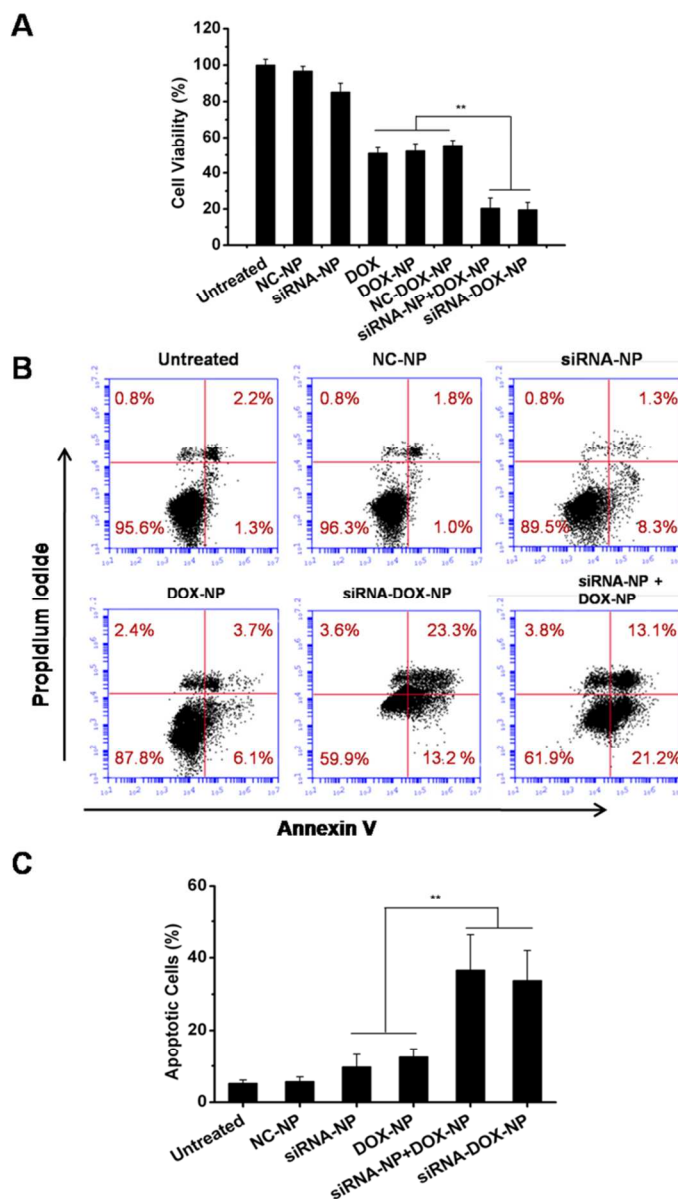 A
Cell Viability (%)
120
100
80
60
40
20
0
**
Untreated
NC-NP
siRNA-NP
DOX
DOX-NP
NC-DOX-NP
siRNA-NP+DOX-NP
siRNA-DOX-NP
B
Untreated
NC-NP
siRNA-NP
0.8%
2.2%
95.6%
1.3%
0.8%
1.8%
96.3%
1.0%
0.8%
1.3%
89.5%
8.3%
DOX-NP
siRNA-DOX-NP
siRNA-NP +
DOX-NP
2.4%
3.7%
87.8%
6.1%
3.6%
23.3%
59.9%
13.2 %
3.8%
13.1%
61.9%
21.2%
Propidium Iodide
Annexin V
C
Apoptotic Cells (%)
60
40
20
0
**
Untreated
NC-NP
siRNA-NP
DOX-NP
siRNA-NP+DOX-NP
siRNA-DOX-NP